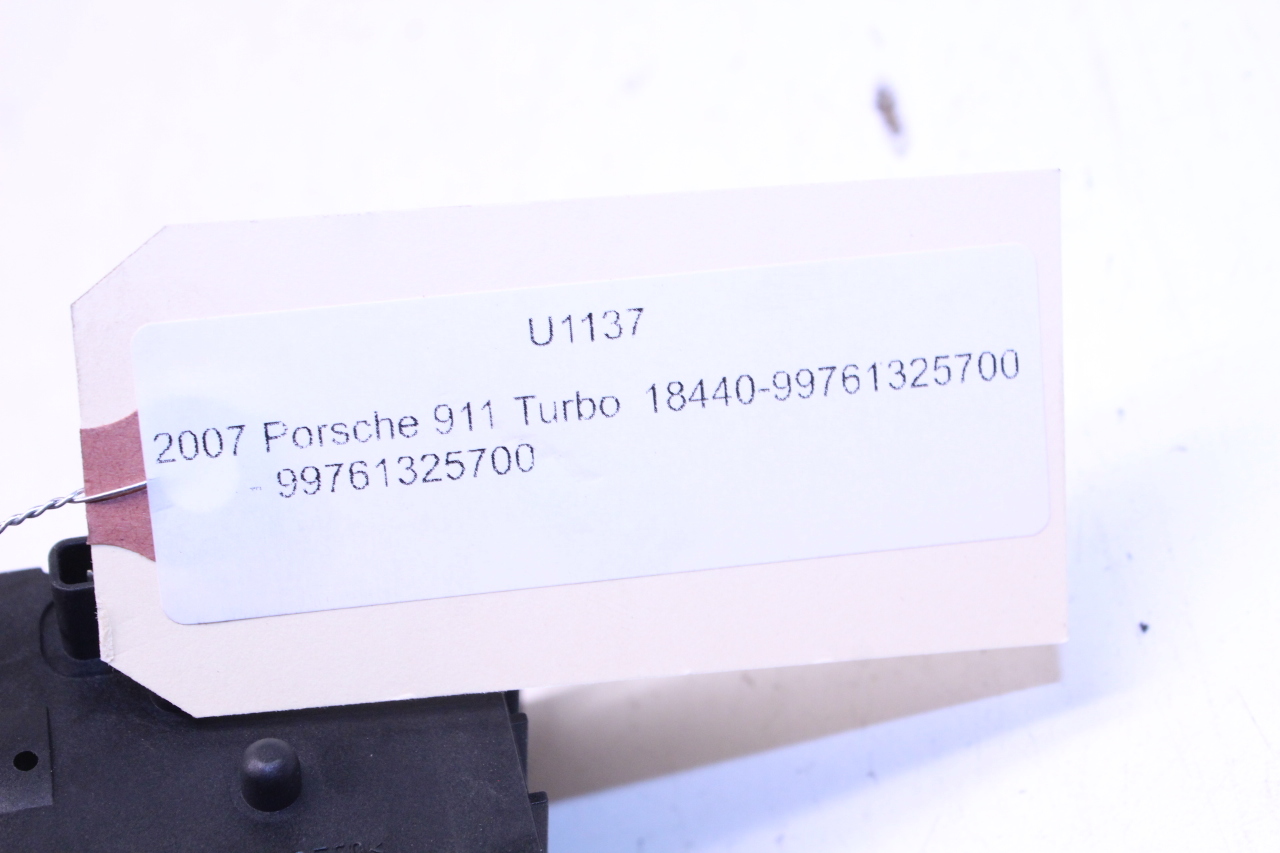 U1137
2007 Porsche 911 Turbo 18440-99761325700
- 99761325700